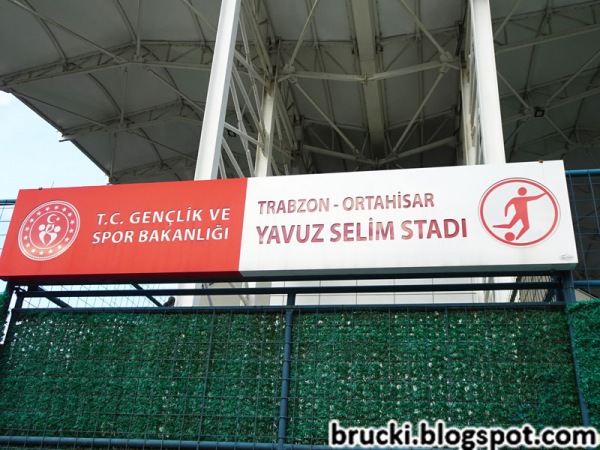 T.C. GENÇLİK VE
SPOR BAKANLIĞI
TRABZON - ORTAHİSAR
YAVUZ SELİM STADI
brucki.blogspot.com